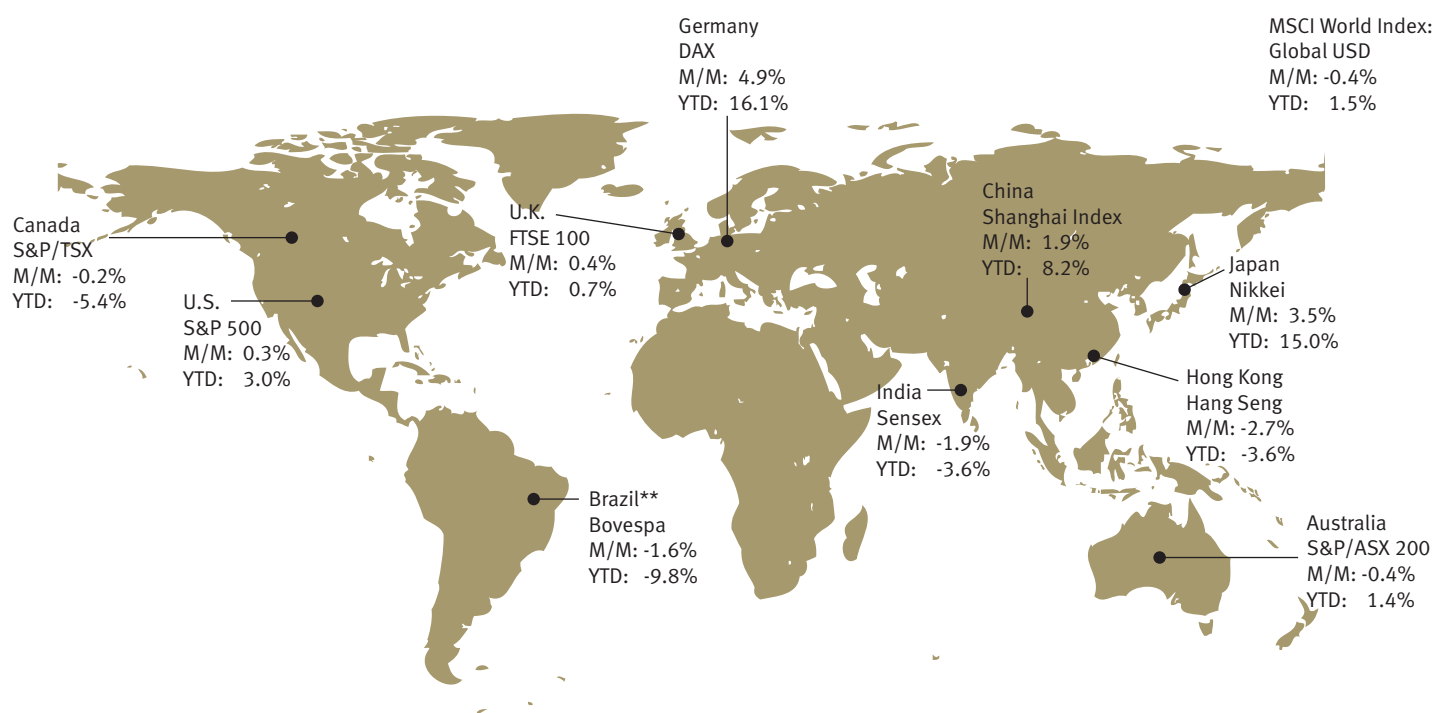 Germany
DAX
M/M: 4.9%
YTD: 16.1%
MSCI World Index:
Global USD
M/M: -0.4%
YTD: 1.5%
Canada
S&P/TSX
M/M: -0.2%
YTD: -5.4%
U.S.
S&P 500
M/M: 0.3%
YTD: 3.0%
U.K.
FTSE 100
M/M: 0.4%
YTD: 0.7%
China
Shanghai Index
M/M: 1.9%
YTD: 8.2%
Japan
Nikkei
M/M: 3.5%
YTD: 15.0%
Hong Kong
Hang Seng
M/M: -2.7%
YTD: -3.6%
India
Sensex
M/M: -1.9%
YTD: -3.6%
Brazil**
Bovespa
M/M: -1.6%
YTD: -9.8%
Australia
S&P/ASX 200
M/M: -0.4%
YTD: 1.4%